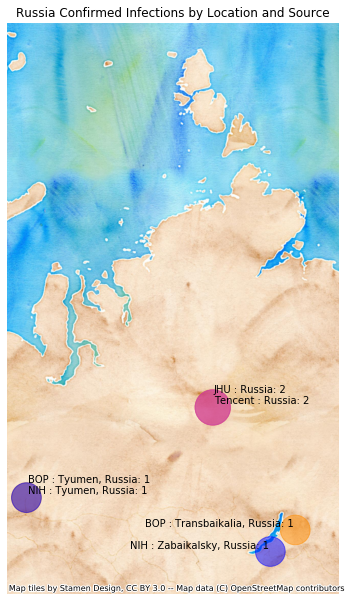 Russia Confirmed Infections by Location and Source
JHU : Russia: 2
Tencent : Russia: 2
BOP : Tyumen, Russia: 1
NIH : Tyumen, Russia: 1
BOP : Transbaikalia, Russia: 1
NIH : Zabaikalsky, Russia: 1
Map tiles by Stamen Design, CC BY 3.0 -- Map data (C) OpenStreetMap contributors